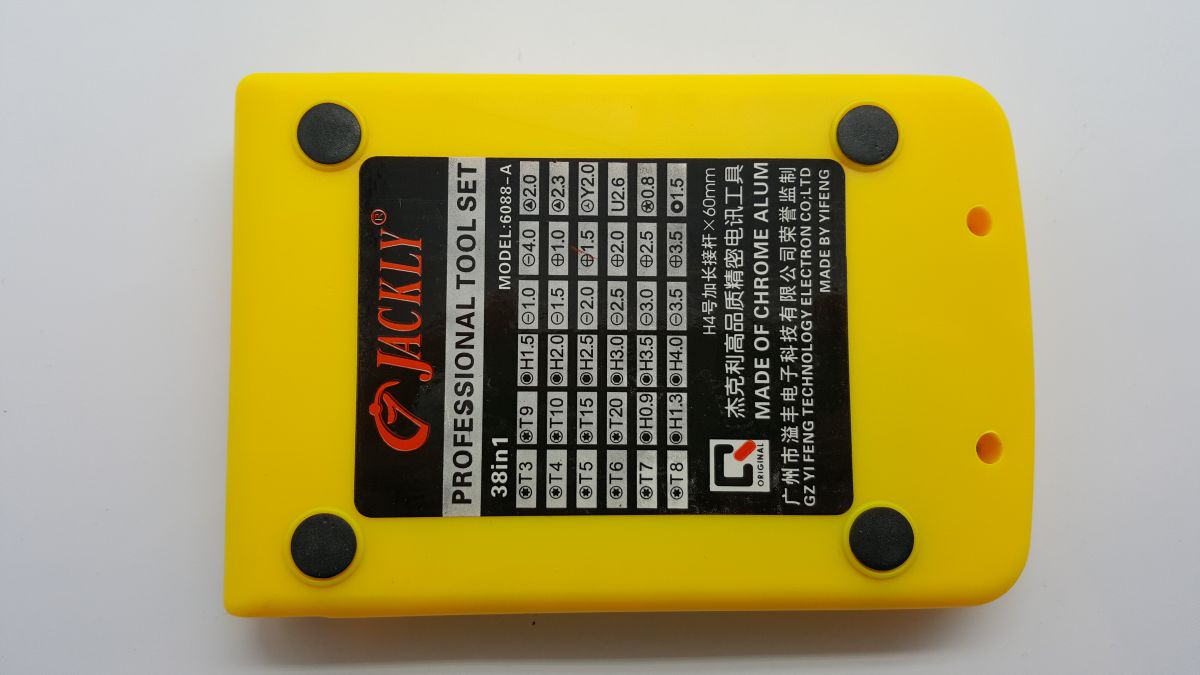 JACKLY®
PROFESSIONAL TOOL SET
38in1 MODEL:6088-A
T3 T9 H1.5 ⊖1.0 ⊖4.0 2.0
T4 T10 H2.0 ⊖1.5 ⊕1.0 2.3
T5 T15 H2.5 ⊖2.0 ⊕1.5 Y2.0
T6 T20 H3.0 ⊖2.5 ⊕2.0 U2.6
T7 H0.9 H3.5 ⊖3.0 ⊕2.5 0.8
T8 H1.3 H4.0 ⊖3.5 ⊕3.5 1.5
H4号加长接杆×60mm
杰克利高品质精密电讯工具
MADE OF CHROME ALUM
ORIGINAL
广州市溢丰电子科技有限公司荣誉监制
GZ YI FENG TECHNOLOGY ELECTRON CO;LTD
MADE BY YIFENG